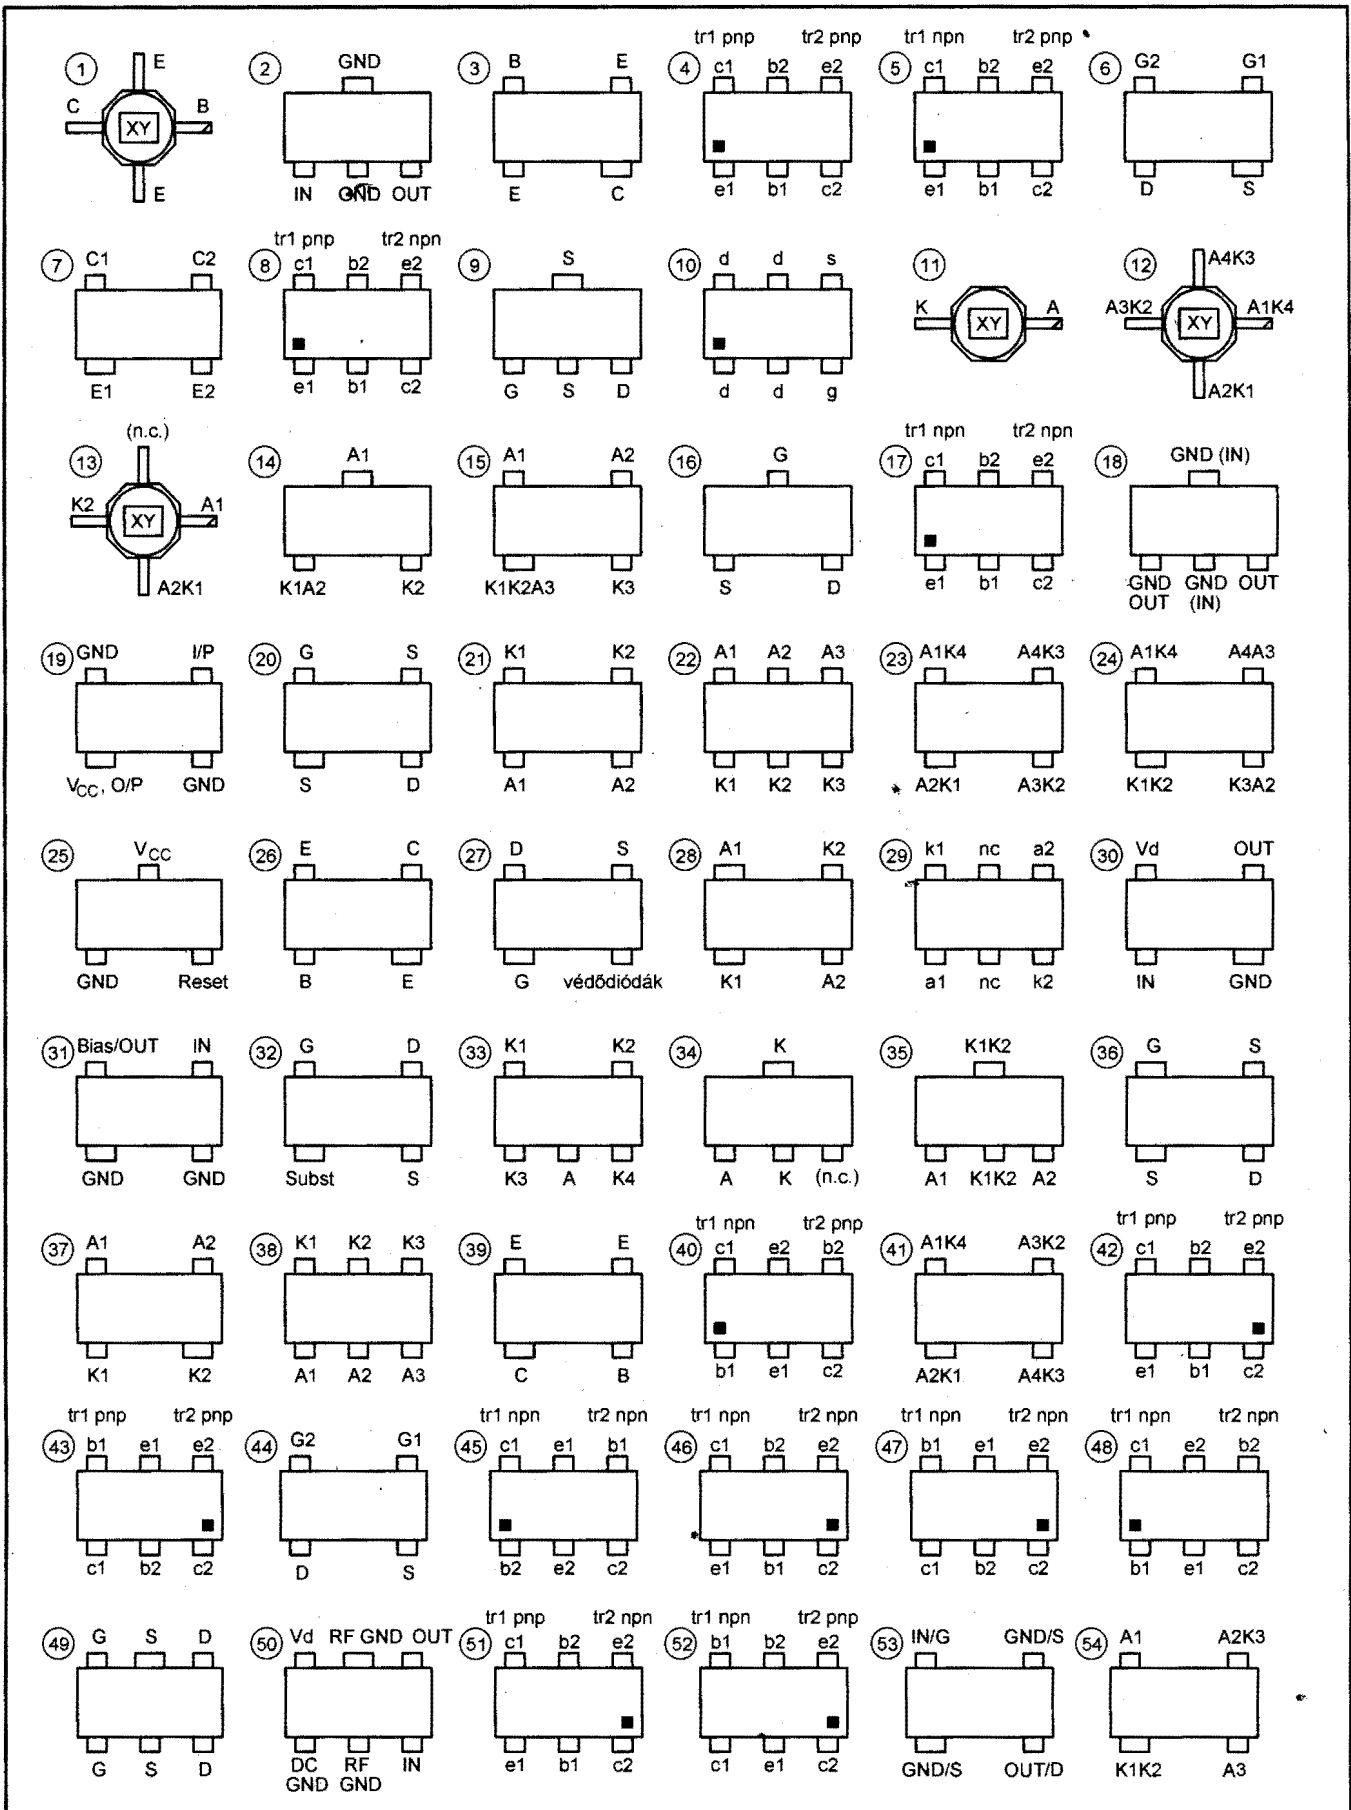 tr1 pnp tr2 pnp tr1 npn tr2 pnp
1 E 2 GND 3 B E 4 c1 b2 e2 5 c1 b2 e2 6 G2 G1
C XY B
E IN GND OUT E C e1 b1 c2 e1 b1 c2 D S
tr1 pnp tr2 npn
7 C1 C2 8 c1 b2 e2 9 S 10 d d s 11 12 A4K3
K XY A A3K2 XY A1K4
E1 E2 e1 b1 c2 G S D d d g A2K1
(n.c.) tr1 npn tr2 npn
13 14 A1 15 A1 A2 16 G 17 c1 b2 e2 18 GND (IN)
K2 XY A1
A2K1 K1A2 K2 K1K2A3 K3 S D e1 b1 c2 GND GND OUT
OUT (IN)
19 GND I/P 20 G S 21 K1 K2 22 A1 A2 A3 23 A1K4 A4K3 24 A1K4 A4A3
VCC, O/P GND S D A1 A2 K1 K2 K3 A2K1 A3K2 K1K2 K3A2
25 VCC 26 E C 27 D S 28 A1 K2 29 k1 nc a2 30 Vd OUT
GND Reset B E G védődiódák K1 A2 a1 nc k2 IN GND
31 Bias/OUT IN 32 G D 33 K1 K2 34 K 35 K1K2 36 G S
GND GND Subst S K3 A K4 A K (n.c.) A1 K1K2 A2 S D
tr1 npn tr2 pnp tr1 pnp tr2 pnp
37 A1 A2 38 K1 K2 K3 39 E E 40 c1 e2 b2 41 A1K4 A3K2 42 c1 b2 e2
K1 K2 A1 A2 A3 C B b1 e1 c2 A2K1 A4K3 e1 b1 c2
tr1 pnp tr2 pnp tr1 npn tr2 npn tr1 npn tr2 npn tr1 npn tr2 npn tr1 npn tr2 npn
43 b1 e1 e2 44 G2 G1 45 c1 e1 b1 46 c1 b2 e2 47 b1 e1 e2 48 c1 e2 b2
c1 b2 c2 D S b2 e2 c2 e1 b1 c2 c1 b2 c2 b1 e1 c2
tr1 pnp tr2 npn tr1 npn tr2 pnp
49 G S D 50 Vd RF GND OUT 51 c1 b2 e2 52 b1 b2 e2 53 IN/G GND/S 54 A1 A2K3
G S D DC RF IN e1 b1 c2 c1 e1 c2 GND/S OUT/D K1K2 A3
GND GND